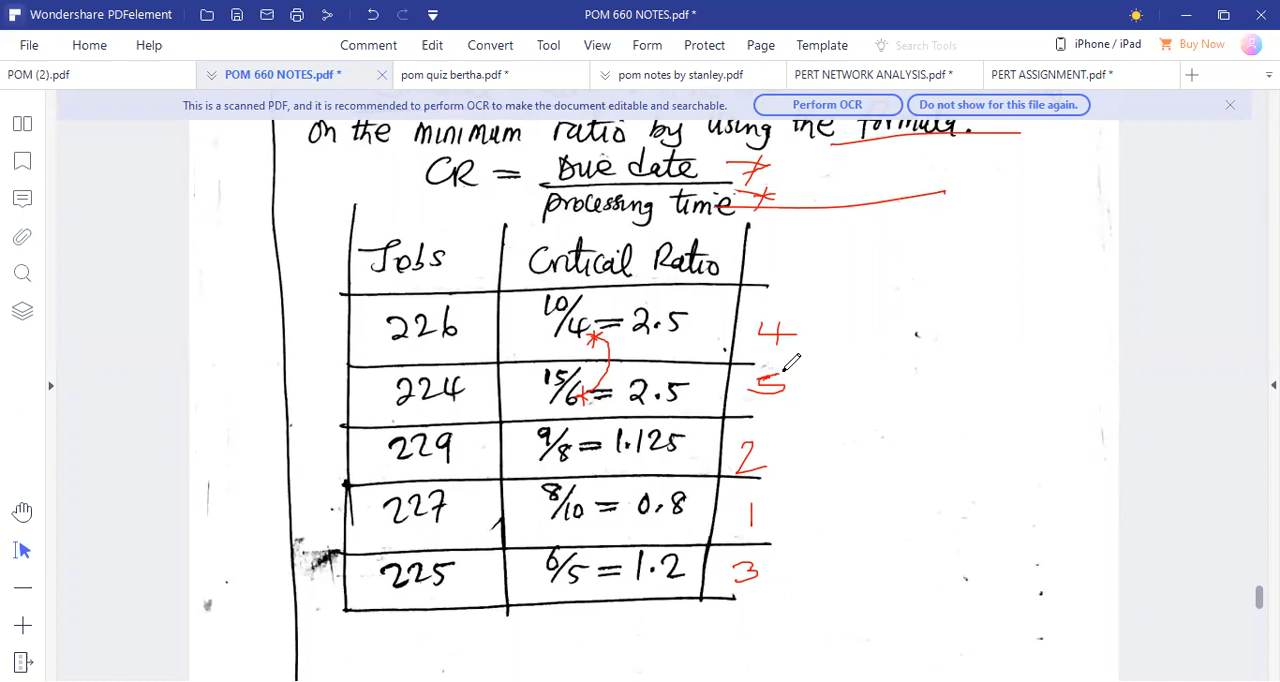 Wondershare PDFelement
POM 660 NOTES.pdf *
File Home Help Comment Edit Convert Tool View Form Protect Page Template Search Tools iPhone / iPad Buy Now
POM (2).pdf POM 660 NOTES.pdf * pom quiz bertha.pdf * pom notes by stanley.pdf PERT NETWORK ANALYSIS.pdf * PERT ASSIGNMENT.pdf *
This is a scanned PDF, and it is recommended to perform OCR to make the document editable and searchable. Perform OCR Do not show for this file again.
on the minimum ratio by using the formula.
CR = Due date
processing time
Jobs Critical Ratio
226 10/4 = 2.5 4
224 15/6 = 2.5 5
229 9/8 = 1.125 2
227 8/10 = 0.8 1
225 6/5 = 1.2 3